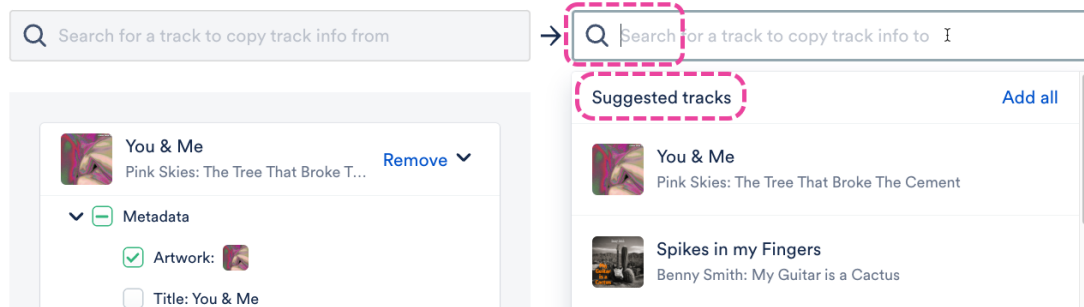 Search for a track to copy track info from
Search for a track to copy track info to
Suggested tracks
Add all
You & Me
Pink Skies: The Tree That Broke T...
Remove
Metadata
Artwork:
Title: You & Me
You & Me
Pink Skies: The Tree That Broke The Cement
Spikes in my Fingers
Benny Smith: My Guitar is a Cactus